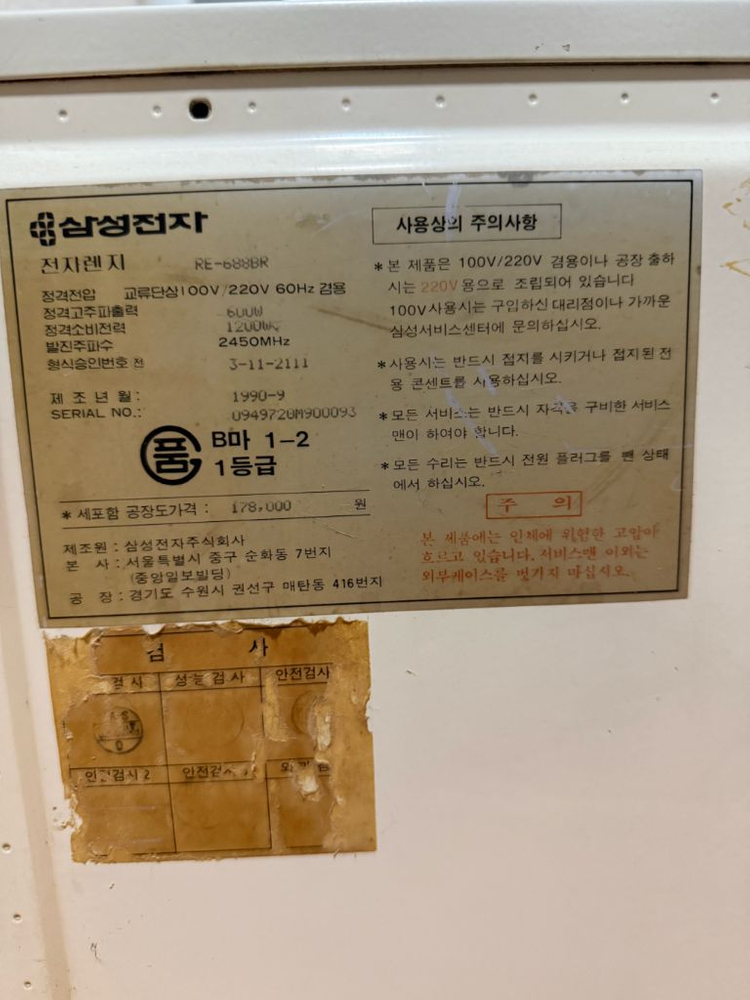 삼성전자
전자렌지 RE-688BR
정격전압 교류단상100V/220V 60Hz 겸용
정격고주파출력 600W
정격소비전력 1200W
발진주파수 2450MHz
형식승인번호 전 3-11-2111
제조년월: 1990-9
SERIAL NO.: 0949720M900093
품 B마 1-2
1등급
* 세포함 공장도가격 : 178,000 원
제조원 : 삼성전자주식회사
본 사 : 서울특별시 중구 순화동 7번지
(중앙일보빌딩)
공 장 : 경기도 수원시 권선구 매탄동 416번지
사용상의 주의사항
* 본 제품은 100V/220V 겸용이나 공장 출하
시는 220V용으로 조립되어 있습니다
100V사용시는 구입하신 대리점이나 가까운
삼성서비스센터에 문의하십시오.
* 사용시는 반드시 접지를 시키거나 접지된 전
용 콘센트를 사용하십시오.
* 모든 서비스는 반드시 자격을 구비한 서비스
맨이 하여야 합니다.
* 모든 수리는 반드시 전원 플러그를 뺀 상태
에서 하십시오.
주 의
본 제품에는 인체에 위험한 고압이
흐르고 있습니다. 서비스맨 이외는
외부케이스를 벗기지 마십시오.
검 사
검사 성능검사 안전검사
안전검사2 안전검사